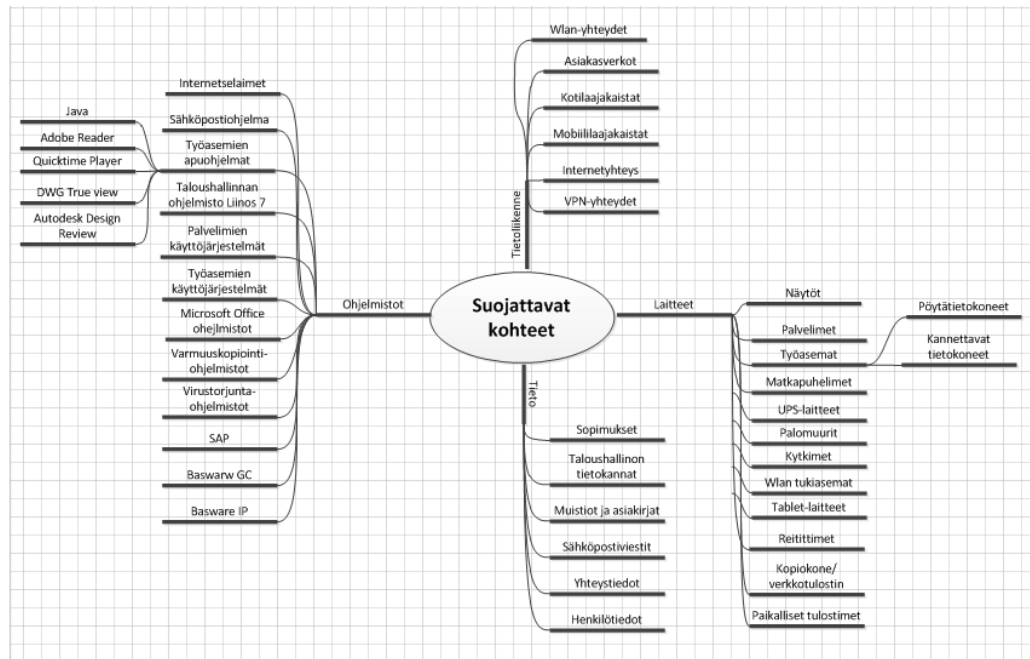 Wlan-yhteydet
Asiakasverkot
Kotilaajakaistat
Mobiililaajakaistat
Internetyhteys
VPN-yhteydet
Tietoliikenne
Internetselaimet
Sähköpostiohjelma
Työasemien
apuohjelmat
Java
Adobe Reader
Quicktime Player
DWG True view
Autodesk Design
Review
Taloushallinnan
ohjelmisto Liinos 7
Palvelimien
käyttöjärjestelmät
Työasemien
käyttöjärjestelmät
Microsoft Office
ohejlmistot
Varmuuskopiointi-
ohjelmistot
Virustorjunta-
ohjelmistot
SAP
Baswarw GC
Basware IP
Ohjelmistot
Suojattavat
kohteet
Laitteet
Näytöt
Palvelimet
Työasemat
Pöytätietokoneet
Kannettavat
tietokoneet
Matkapuhelimet
UPS-laitteet
Palomuurit
Kytkimet
Wlan tukiasemat
Tablet-laitteet
Reitittimet
Kopiokone/
verkkotulostin
Paikalliset tulostimet
Tieto
Sopimukset
Taloushallinon
tietokannat
Muistiot ja asiakirjat
Sähköpostiviestit
Yhteystiedot
Henkilötiedot